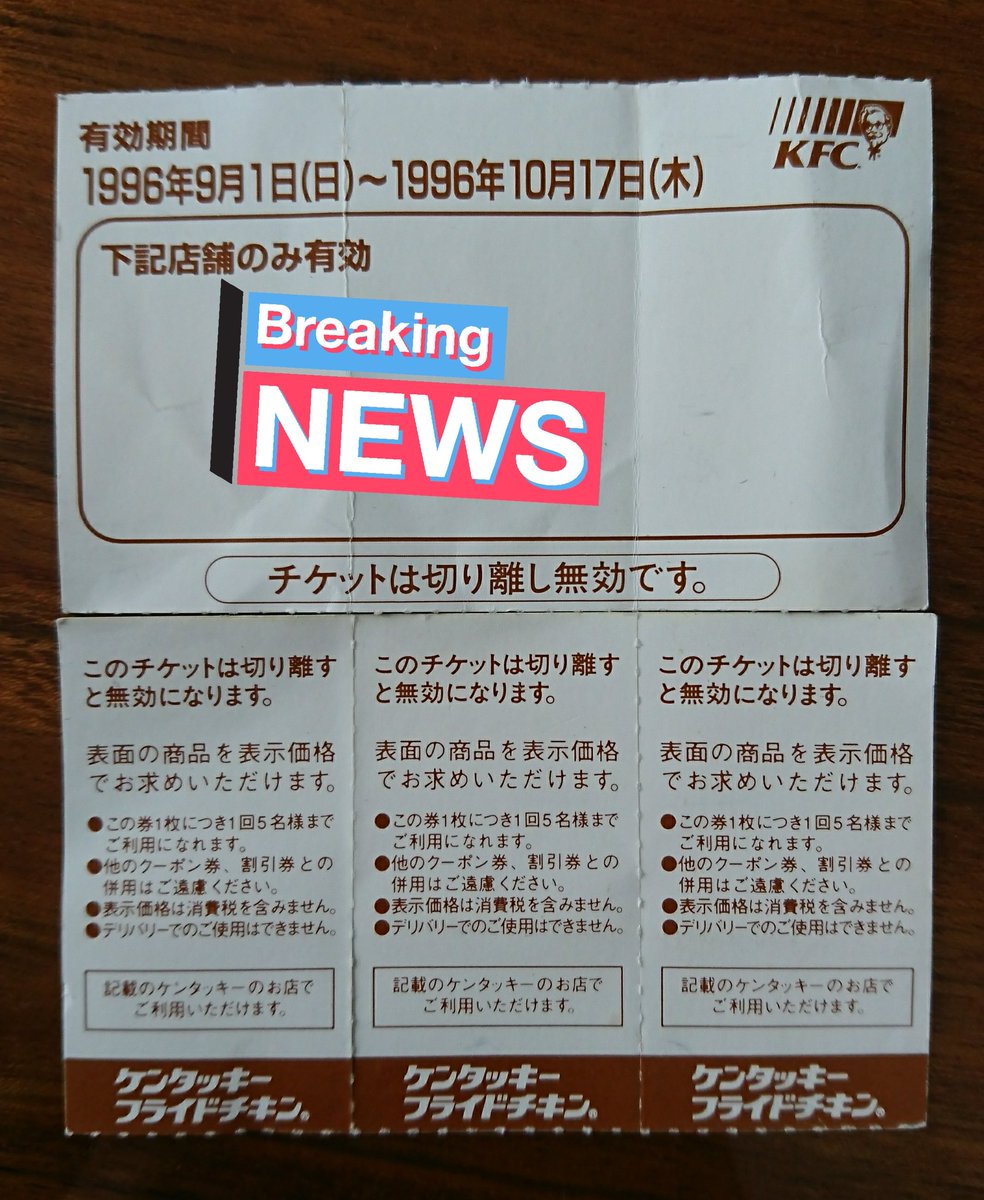 有効期間
KFC
1996年9月1日(日)～1996年10月17日(木)
下記店舗のみ有効
Breaking
NEWS
チケットは切り離し無効です。
このチケットは切り離す
と無効になります。
表面の商品を表示価格
でお求めいただけます。
●この券1枚につき1回5名様まで
ご利用になれます。
●他のクーポン券、割引券との
併用はご遠慮ください。
●表示価格は消費税を含みません。
●デリバリーでのご使用はできません。
記載のケンタッキーのお店で
ご利用いただけます。
ケンタッキー
フライドチキン®
このチケットは切り離す
と無効になります。
表面の商品を表示価格
でお求めいただけます。
●この券1枚につき1回5名様まで
ご利用になれます。
●他のクーポン券、割引券との
併用はご遠慮ください。
●表示価格は消費税を含みません。
●デリバリーでのご使用はできません。
記載のケンタッキーのお店で
ご利用いただけます。
ケンタッキー
フライドチキン®
このチケットは切り離す
と無効になります。
表面の商品を表示価格
でお求めいただけます。
●この券1枚につき1回5名様まで
ご利用になれます。
●他のクーポン券、割引券との
併用はご遠慮ください。
●表示価格は消費税を含みません。
●デリバリーでのご使用はできません。
記載のケンタッキーのお店で
ご利用いただけます。
ケンタッキー
フライドチキン®